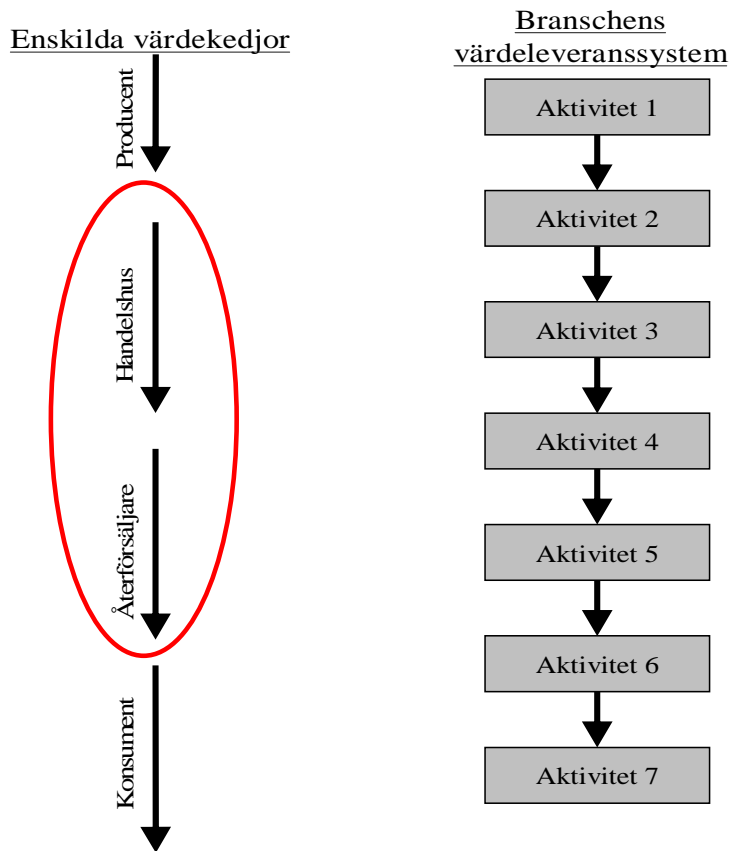 Enskilda värdekedjor
Producent
Handelshus
Återförsäljare
Konsument
Branschens
värdeleveranssystem
Aktivitet 1
Aktivitet 2
Aktivitet 3
Aktivitet 4
Aktivitet 5
Aktivitet 6
Aktivitet 7